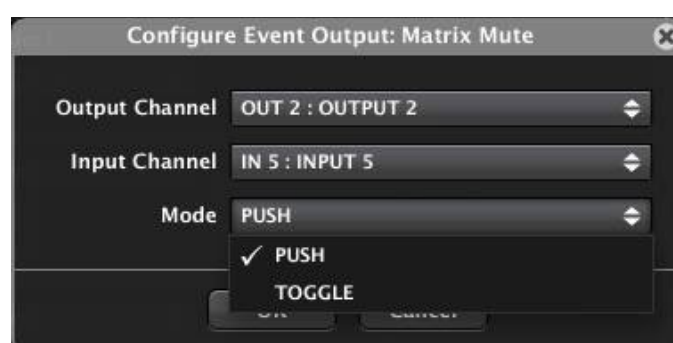 Configure Event Output: Matrix Mute
Output Channel OUT 2 : OUTPUT 2
Input Channel IN 5 : INPUT 5
Mode PUSH
✓ PUSH
TOGGLE